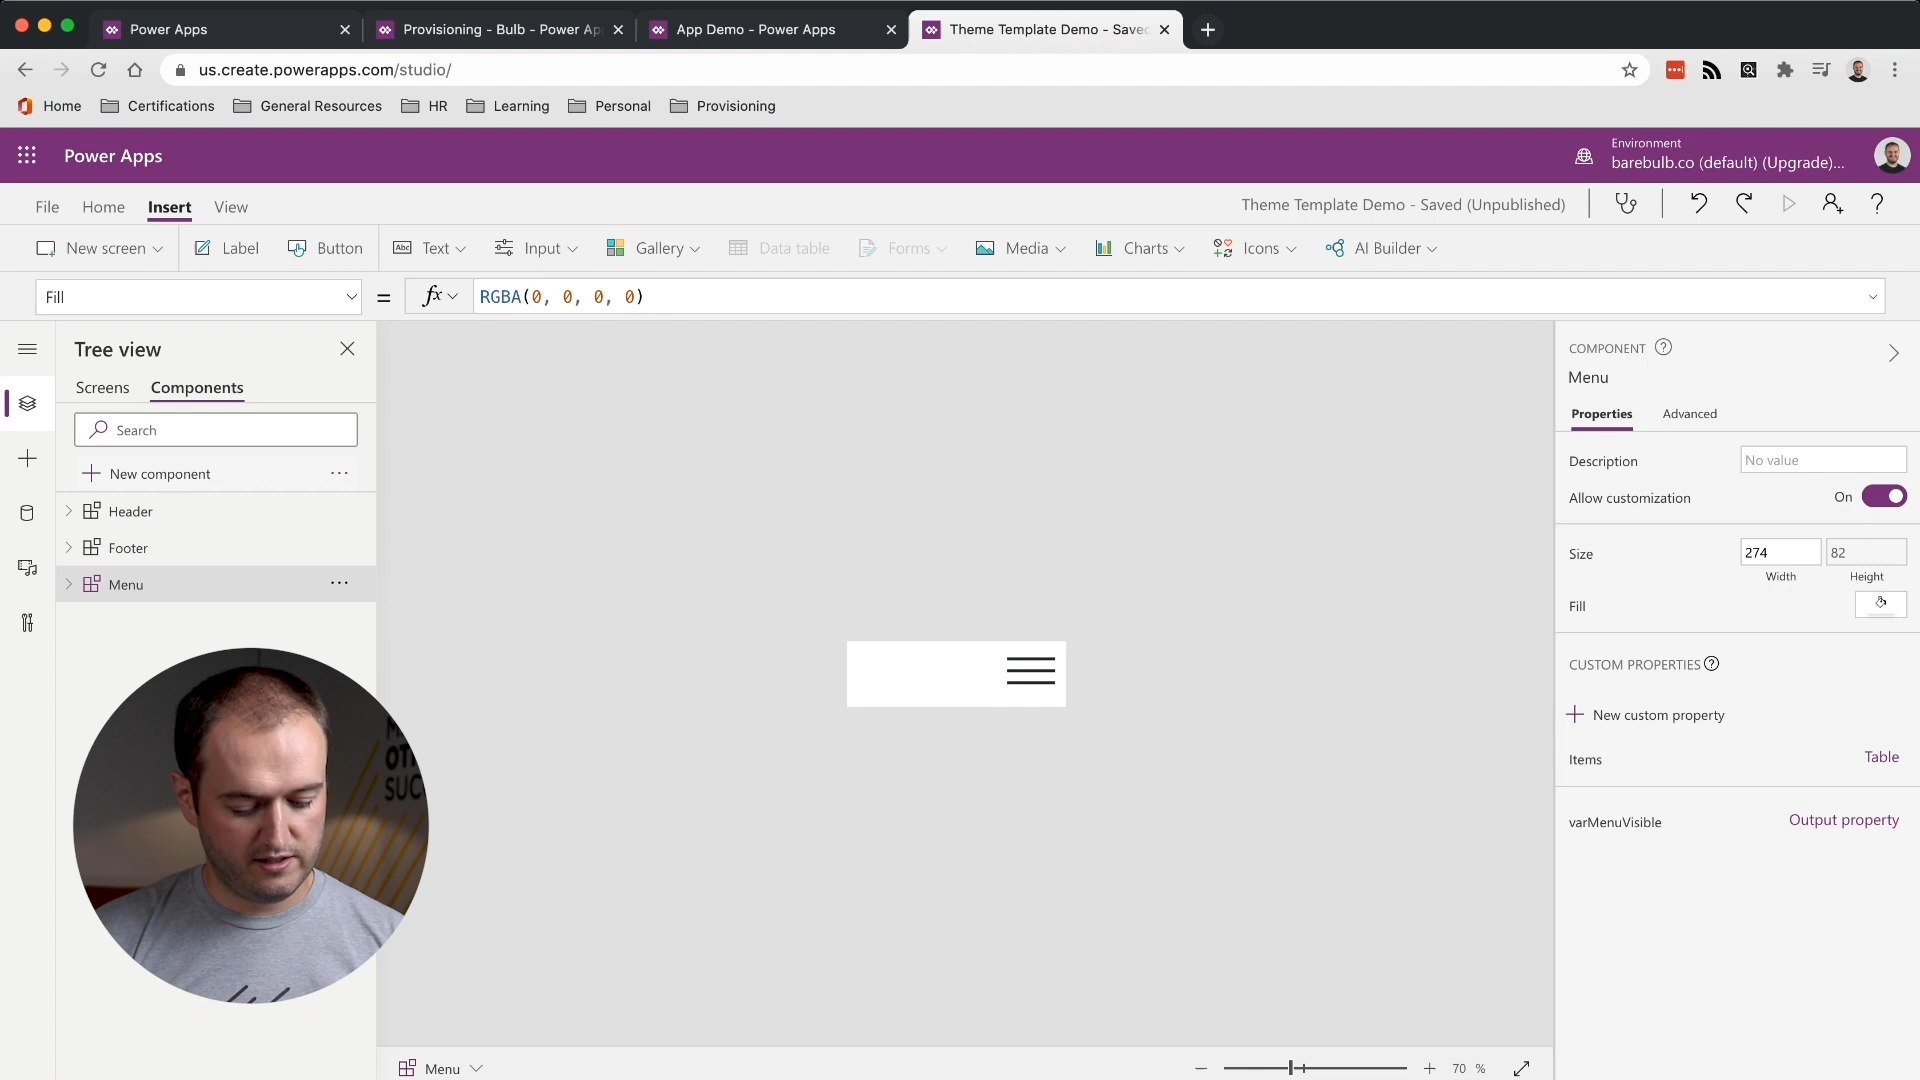 Power Apps
Provisioning - Bulb - Power Ap
App Demo - Power Apps
Theme Template Demo - Saved
us.create.powerapps.com/studio/
Home
Certifications
General Resources
HR
Learning
Personal
Provisioning
Power Apps
Environment
barebulb.co (default) (Upgrade)...
File
Home
Insert
View
Theme Template Demo - Saved (Unpublished)
New screen
Label
Button
Abc
Text
Input
Gallery
Data table
Forms
Media
Charts
Icons
AI Builder
Fill
=
fx
RGBA(0, 0, 0, 0)
Tree view
Screens
Components
Search
New component
Header
Footer
Menu
COMPONENT
Menu
Properties
Advanced
Description
No value
Allow customization
On
Size
274
82
Width
Height
Fill
CUSTOM PROPERTIES
New custom property
Items
Table
varMenuVisible
Output property
OT
SUC
Menu
70 %